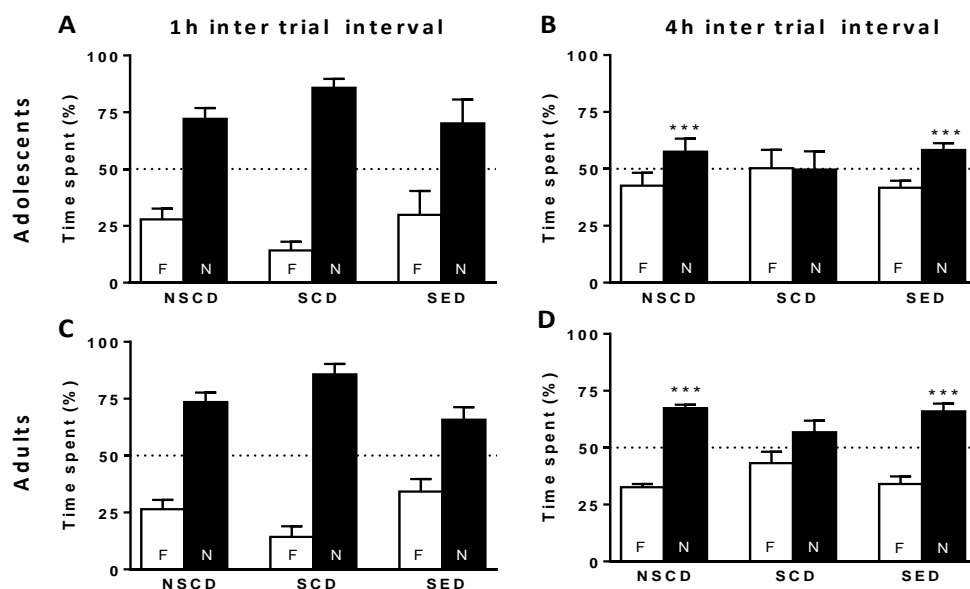 A 1h inter trial interval
Adolescents
Time spent (%)
100
75
50
25
0
F N F N F N
NSCD SCD SED
B 4h inter trial interval
Time spent (%)
100
75
50
25
0
*** ***
F N F N F N
NSCD SCD SED
C
Adults
Time spent (%)
100
75
50
25
0
F N F N F N
NSCD SCD SED
D
Time spent (%)
100
75
50
25
0
*** ***
F N F N F N
NSCD SCD SED